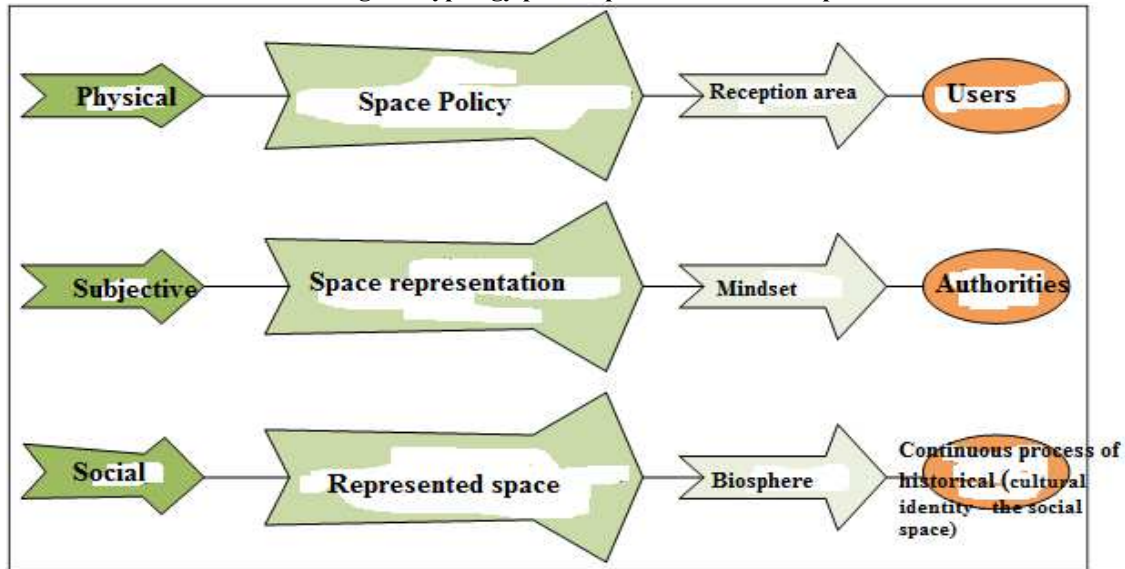 Physical
Space Policy
Reception area
Users
Subjective
Space representation
Mindset
Authorities
Social
Represented space
Biosphere
Continuous process of
historical (cultural
identity – the social
space)